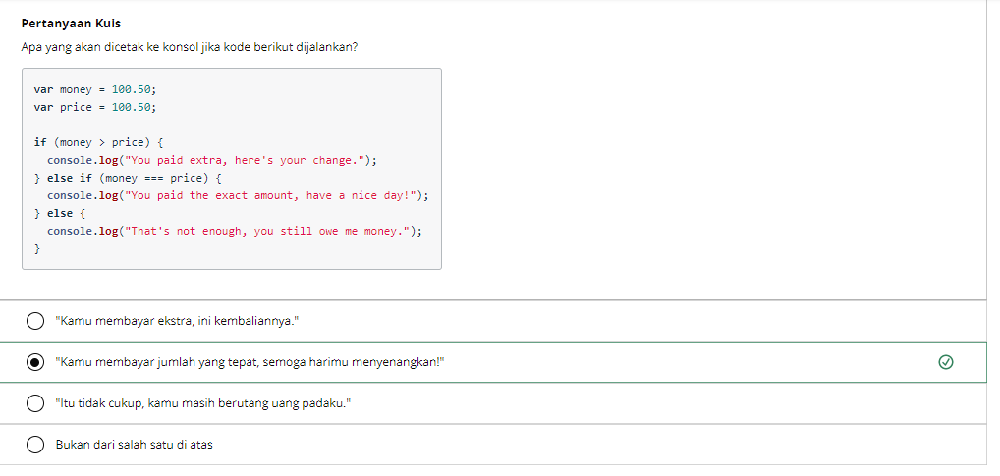 Pertanyaan Kuis
Apa yang akan dicetak ke konsol jika kode berikut dijalankan?
var money = 100.50;
var price = 100.50;
if (money > price) {
  console.log("You paid extra, here's your change.");
} else if (money === price) {
  console.log("You paid the exact amount, have a nice day!");
} else {
  console.log("That's not enough, you still owe me money.");
}
"Kamu membayar ekstra, ini kembaliannya."
"Kamu membayar jumlah yang tepat, semoga harimu menyenangkan!"
"Itu tidak cukup, kamu masih berutang uang padaku."
Bukan dari salah satu di atas